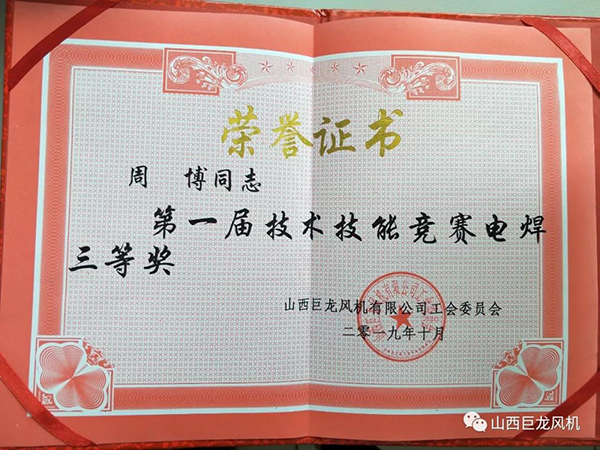 荣誉证书
周 博同志
第一届技术技能竞赛电焊
三等奖
山西巨龙风机有限公司工会委员会
二零一九年十月
山西巨龙风机